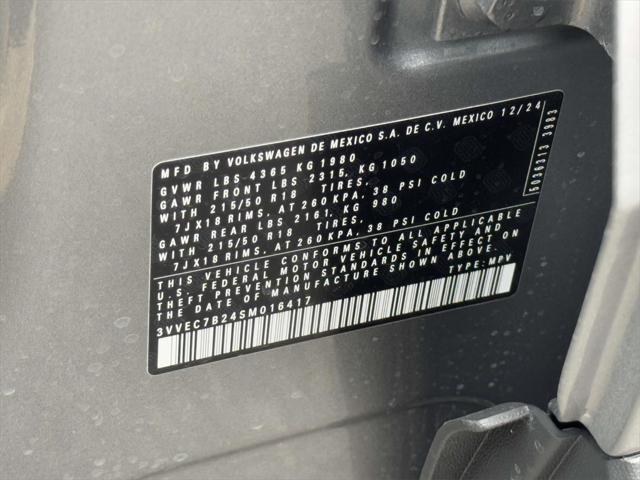 MFD BY VOLKSWAGEN DE MEXICO S.A. DE C.V. MEXICO 12/24
GVWR LBS 4365 KG 1980
GAWR FRONT LBS 2315, KG 1050
WITH 215/50 R18 TIRES,
7JX18 RIMS, AT 260 KPA, 38 PSI COLD
GAWR REAR LBS 2161, KG 980
WITH 215/50 R18 TIRES,
7JX18 RIMS, AT 260 KPA, 38 PSI COLD
THIS VEHICLE CONFORMS TO ALL APPLICABLE
U.S. FEDERAL MOTOR VEHICLE SAFETY AND
THEFT PREVENTION STANDARDS IN EFFECT ON
THE DATE OF MANUFACTURE SHOWN ABOVE.
3VVEC7B24SM016417 TYPE: MPV